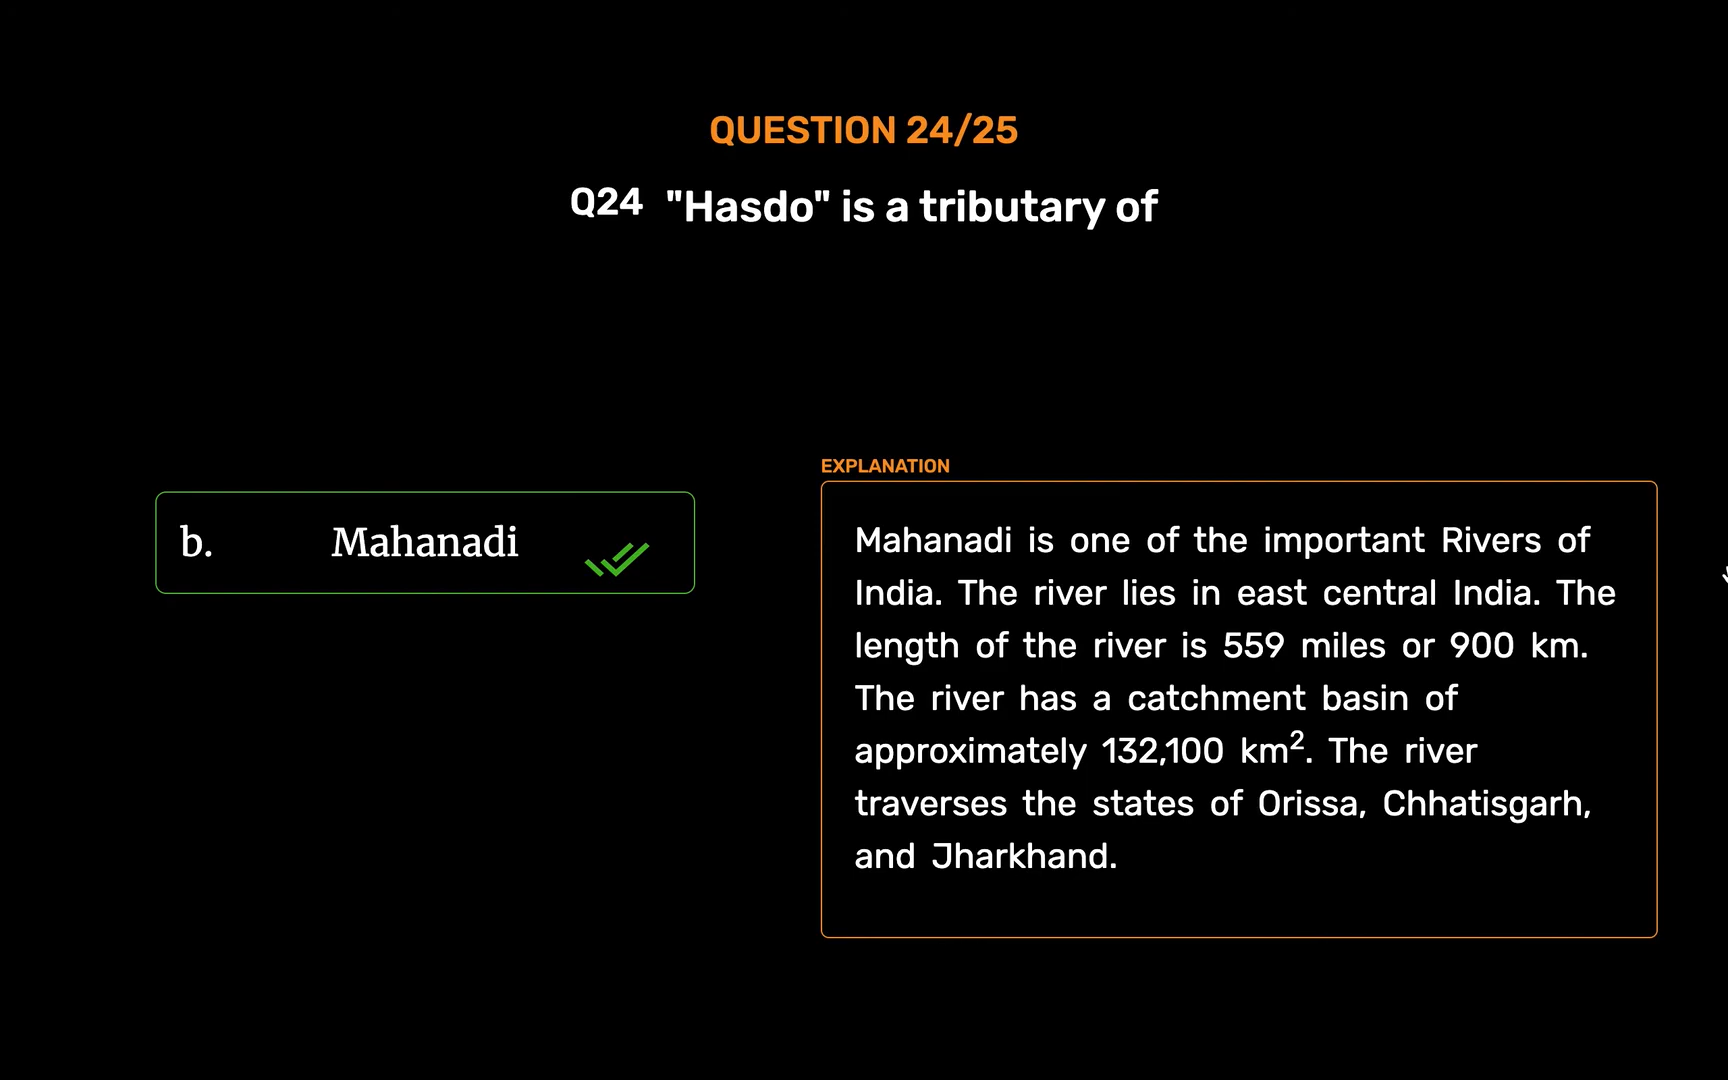 QUESTION 24/25
Q24 "Hasdo" is a tributary of
b. Mahanadi
EXPLANATION
Mahanadi is one of the important Rivers of
India. The river lies in east central India. The
length of the river is 559 miles or 900 km.
The river has a catchment basin of
approximately 132,100 km². The river
traverses the states of Orissa, Chhatisgarh,
and Jharkhand.